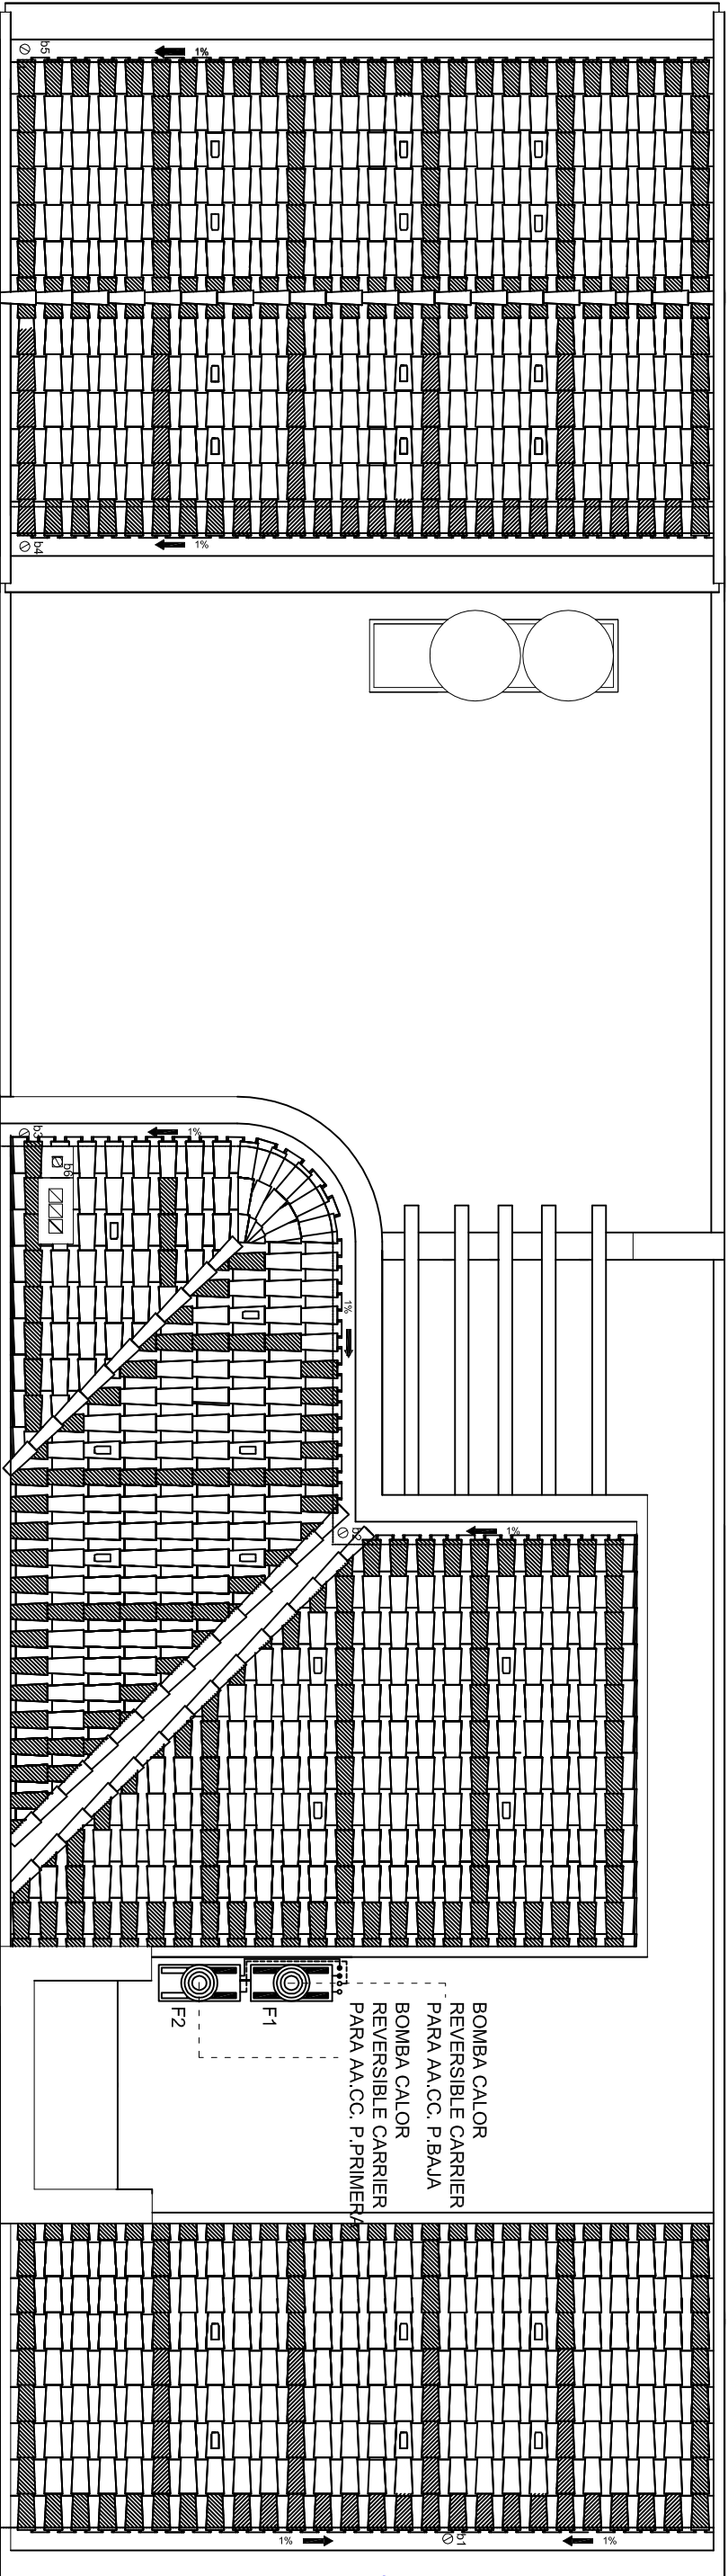 b5
1%
b4
1%
b3
1%
b6
1%
b2
1%
BOMBA CALOR
REVERSIBLE CARRIER
PARA AA.CC. P.BAJA
BOMBA CALOR
REVERSIBLE CARRIER
PARA AA.CC. P.PRIMERA
F1
F2
1%
b1
1%